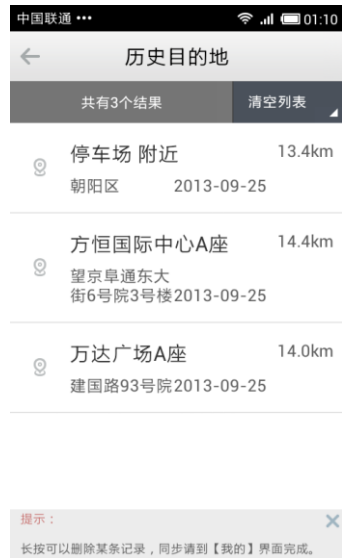 中国联通 ••• 01:10
历史目的地
共有3个结果 清空列表
停车场 附近 13.4km
朝阳区 2013-09-25
方恒国际中心A座 14.4km
望京阜通东大
街6号院3号楼2013-09-25
万达广场A座 14.0km
建国路93号院2013-09-25
提示：
长按可以删除某条记录，同步请到【我的】界面完成。